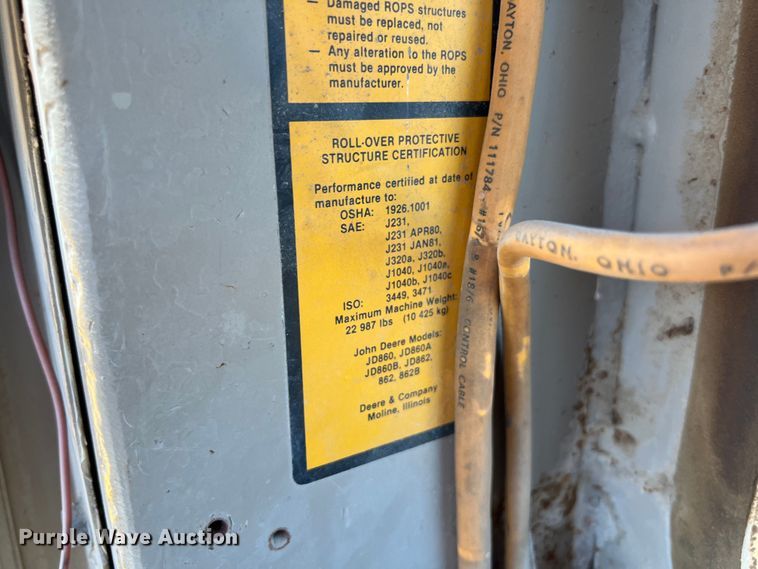 — Damaged ROPS structures
must be replaced, not
repaired or reused.
— Any alteration to the ROPS
must be approved by the
manufacturer.
ROLL-OVER PROTECTIVE
STRUCTURE CERTIFICATION
Performance certified at date of
manufacture to:
OSHA: 1926.1001
SAE: J231,
J231 APR80,
J231 JAN81,
J320a, J320b,
J1040, J1040a,
J1040b, J1040c
ISO: 3449, 3471
Maximum Machine Weight:
22 987 lbs (10 425 kg)
John Deere Models:
JD860, JD860A
JD860B, JD862,
862, 862B
Deere & Company
Moline, Illinois
DAYTON, OHIO P/N 111784
#18/6 - CONTROL CABLE
DAYTON, OHIO
Purple Wave Auction